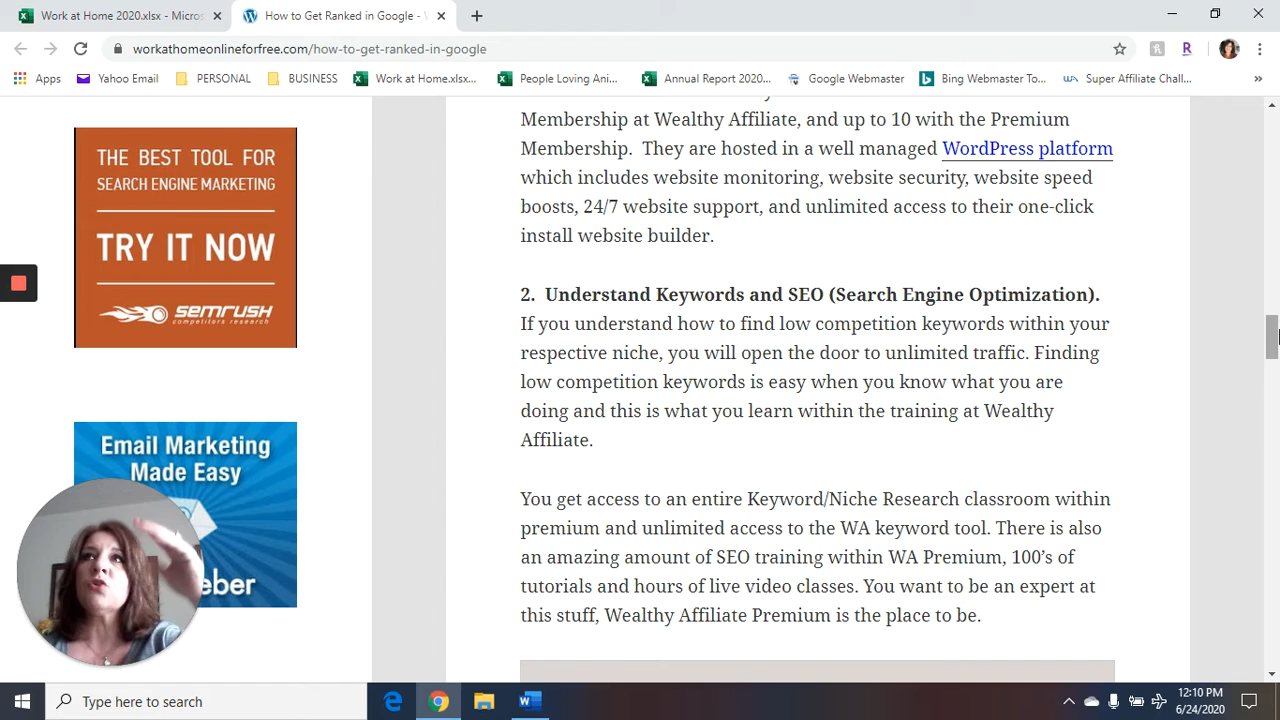 Work at Home 2020.xlsx - Micros
How to Get Ranked in Google - W
workathomeonlineforfree.com/how-to-get-ranked-in-google
Apps
Yahoo Email
PERSONAL
BUSINESS
Work at Home.xlsx...
People Loving Ani...
Annual Report 2020...
Google Webmaster
Bing Webmaster To...
Super Affiliate Chall...
»
THE BEST TOOL FOR
SEARCH ENGINE MARKETING
TRY IT NOW
SEMRUSH
competitors research
Email Marketing
Made Easy
eber
Membership at Wealthy Affiliate, and up to 10 with the Premium
Membership. They are hosted in a well managed WordPress platform
which includes website monitoring, website security, website speed
boosts, 24/7 website support, and unlimited access to their one-click
install website builder.
2. Understand Keywords and SEO (Search Engine Optimization).
If you understand how to find low competition keywords within your
respective niche, you will open the door to unlimited traffic. Finding
low competition keywords is easy when you know what you are
doing and this is what you learn within the training at Wealthy
Affiliate.
You get access to an entire Keyword/Niche Research classroom within
premium and unlimited access to the WA keyword tool. There is also
an amazing amount of SEO training within WA Premium, 100's of
tutorials and hours of live video classes. You want to be an expert at
this stuff, Wealthy Affiliate Premium is the place to be.
Type here to search
12:10 PM
6/24/2020